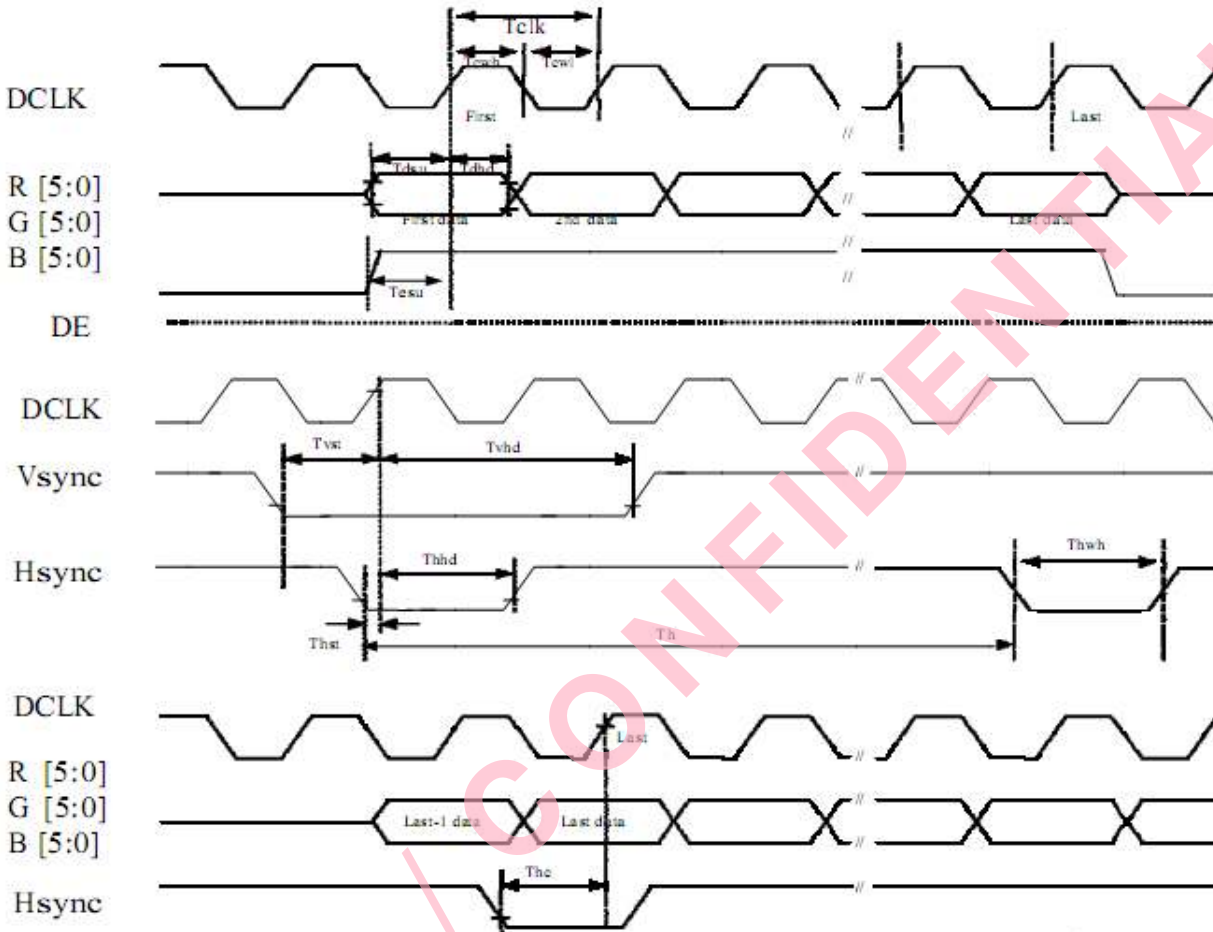 Tclk
Tcwh Tcwl
DCLK
First Last
//
Tdsu Tdhd
R [5:0]
G [5:0]
B [5:0]
//
First data 2nd data Last data
//
Tesu
//
DE
DCLK
//
Tvst Tvhd
Vsync
//
Hsync
Thhd
//
Thwh
Thst
Th
DCLK
Last
//
R [5:0]
G [5:0]
B [5:0]
Last-1 data Last data
//
Hsync
//
/ CONFIDENTIA